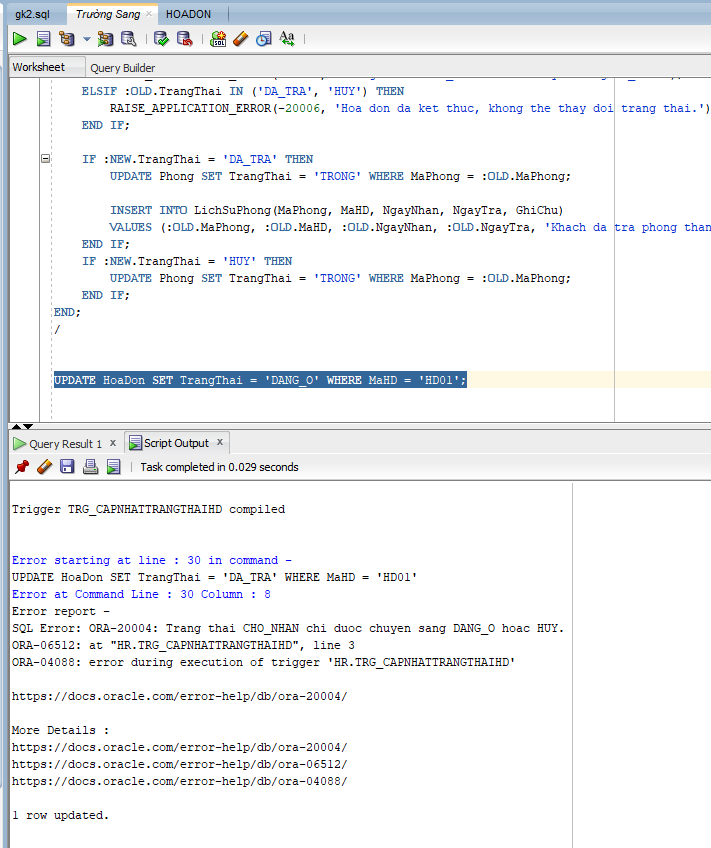 gk2.sql Trường Sang HOADON
Worksheet Query Builder
ELSIF :OLD.TrangThai IN ('DA_TRA', 'HUY') THEN
RAISE_APPLICATION_ERROR(-20006, 'Hoa don da ket thuc, khong the thay doi trang thai.')
END IF;
IF :NEW.TrangThai = 'DA_TRA' THEN
UPDATE Phong SET TrangThai = 'TRONG' WHERE MaPhong = :OLD.MaPhong;
INSERT INTO LichSuPhong(MaPhong, MaHD, NgayNhan, NgayTra, GhiChu)
VALUES (:OLD.MaPhong, :OLD.MaHD, :OLD.NgayNhan, :OLD.NgayTra, 'Khach da tra phong than
END IF;
IF :NEW.TrangThai = 'HUY' THEN
UPDATE Phong SET TrangThai = 'TRONG' WHERE MaPhong = :OLD.MaPhong;
END IF;
END;
/
UPDATE HoaDon SET TrangThai = 'DANG_O' WHERE MaHD = 'HD01';
Query Result 1 x Script Output x
Task completed in 0.029 seconds
Trigger TRG_CAPNHATTRANGTHAIHD compiled
Error starting at line : 30 in command -
UPDATE HoaDon SET TrangThai = 'DA_TRA' WHERE MaHD = 'HD01'
Error at Command Line : 30 Column : 8
Error report -
SQL Error: ORA-20004: Trang thai CHO_NHAN chi duoc chuyen sang DANG_O hoac HUY.
ORA-06512: at "HR.TRG_CAPNHATTRANGTHAIHD", line 3
ORA-04088: error during execution of trigger 'HR.TRG_CAPNHATTRANGTHAIHD'
https://docs.oracle.com/error-help/db/ora-20004/
More Details :
https://docs.oracle.com/error-help/db/ora-20004/
https://docs.oracle.com/error-help/db/ora-06512/
https://docs.oracle.com/error-help/db/ora-04088/
1 row updated.